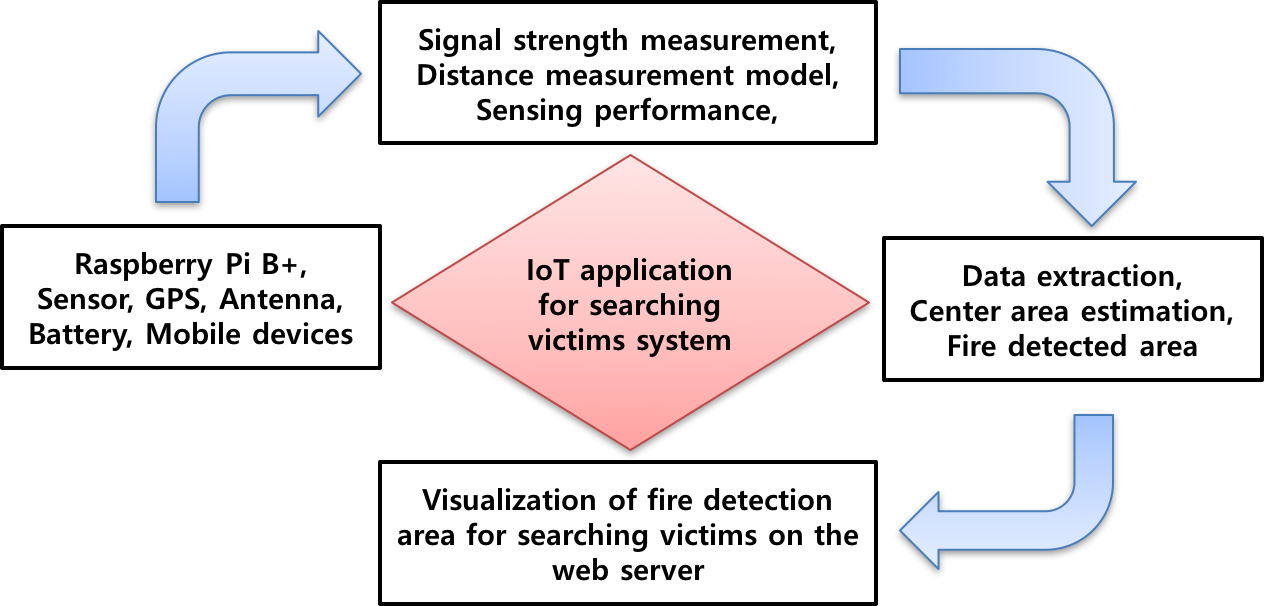 Signal strength measurement,
Distance measurement model,
Sensing performance,
Raspberry Pi B+,
Sensor, GPS, Antenna,
Battery, Mobile devices
IoT application
for searching
victims system
Data extraction,
Center area estimation,
Fire detected area
Visualization of fire detection
area for searching victims on the
web server